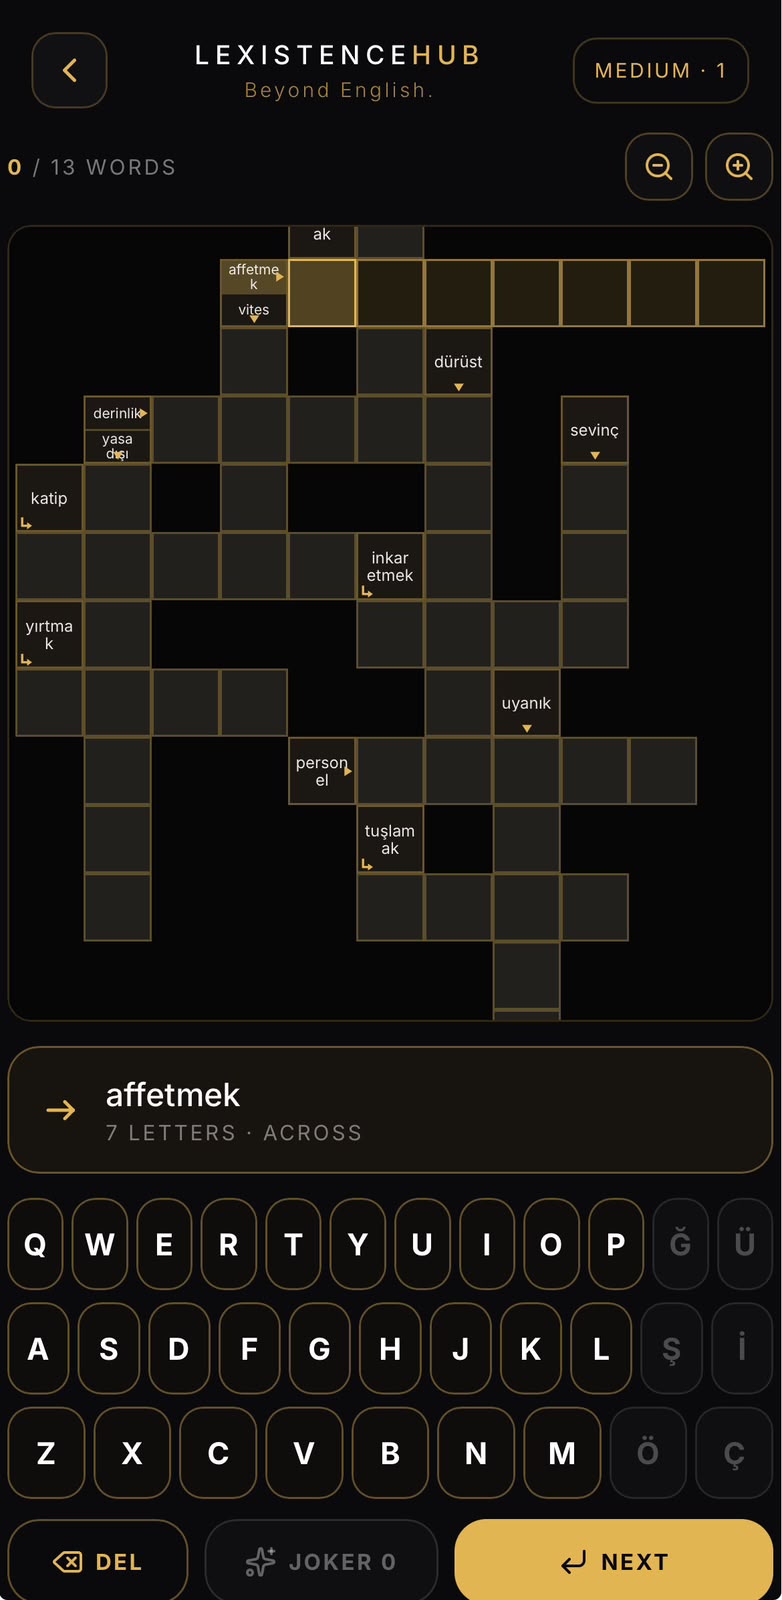 LEXISTENCEHUB
Beyond English.
MEDIUM · 1
0 / 13 WORDS
ak
affetme
k
vites
dürüst
derinlik
yasa
dışı
sevinç
katip
inkar
etmek
yırtma
k
uyanık
person
el
tuşlam
ak
affetmek
7 LETTERS · ACROSS
Q W E R T Y U I O P Ğ Ü
A S D F G H J K L Ş İ
Z X C V B N M Ö Ç
DEL
JOKER 0
NEXT